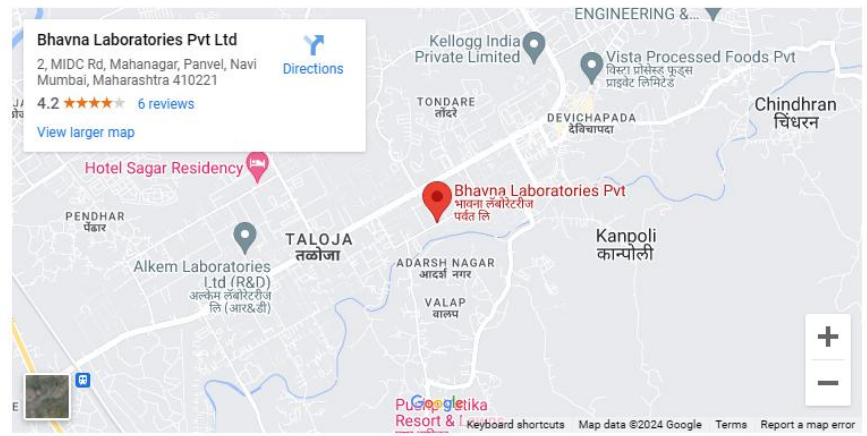 Bhavna Laboratories Pvt Ltd
2, MIDC Rd, Mahanagar, Panvel, Navi
Mumbai, Maharashtra 410221
4.2
6 reviews
View larger map
Directions
ENGINEERING &...
Kellogg India
Private Limited
Vista Processed Foods Pvt
विस्टा प्रोसेस्ड फूड्स
प्राइवेट लिमिटेड
TONDARE
तोंदरे
DEVICHAPADA
देविचापदा
Chindhran
चिंधरन
Hotel Sagar Residency
Bhavna Laboratories Pvt
भावना लॅबोरेटरीज
पर्वत लि
PENDHAR
पेंढार
TALOJA
तळोजा
Kanpoli
कान्पोली
Alkem Laboratories
Ltd (R&D)
अल्केम लॅबोरेटरीज
लि (आर&डी)
ADARSH NAGAR
आदर्श नगर
VALAP
वालप
Google
Resort &
Keyboard shortcuts
Map data ©2024 Google
Terms
Report a map error